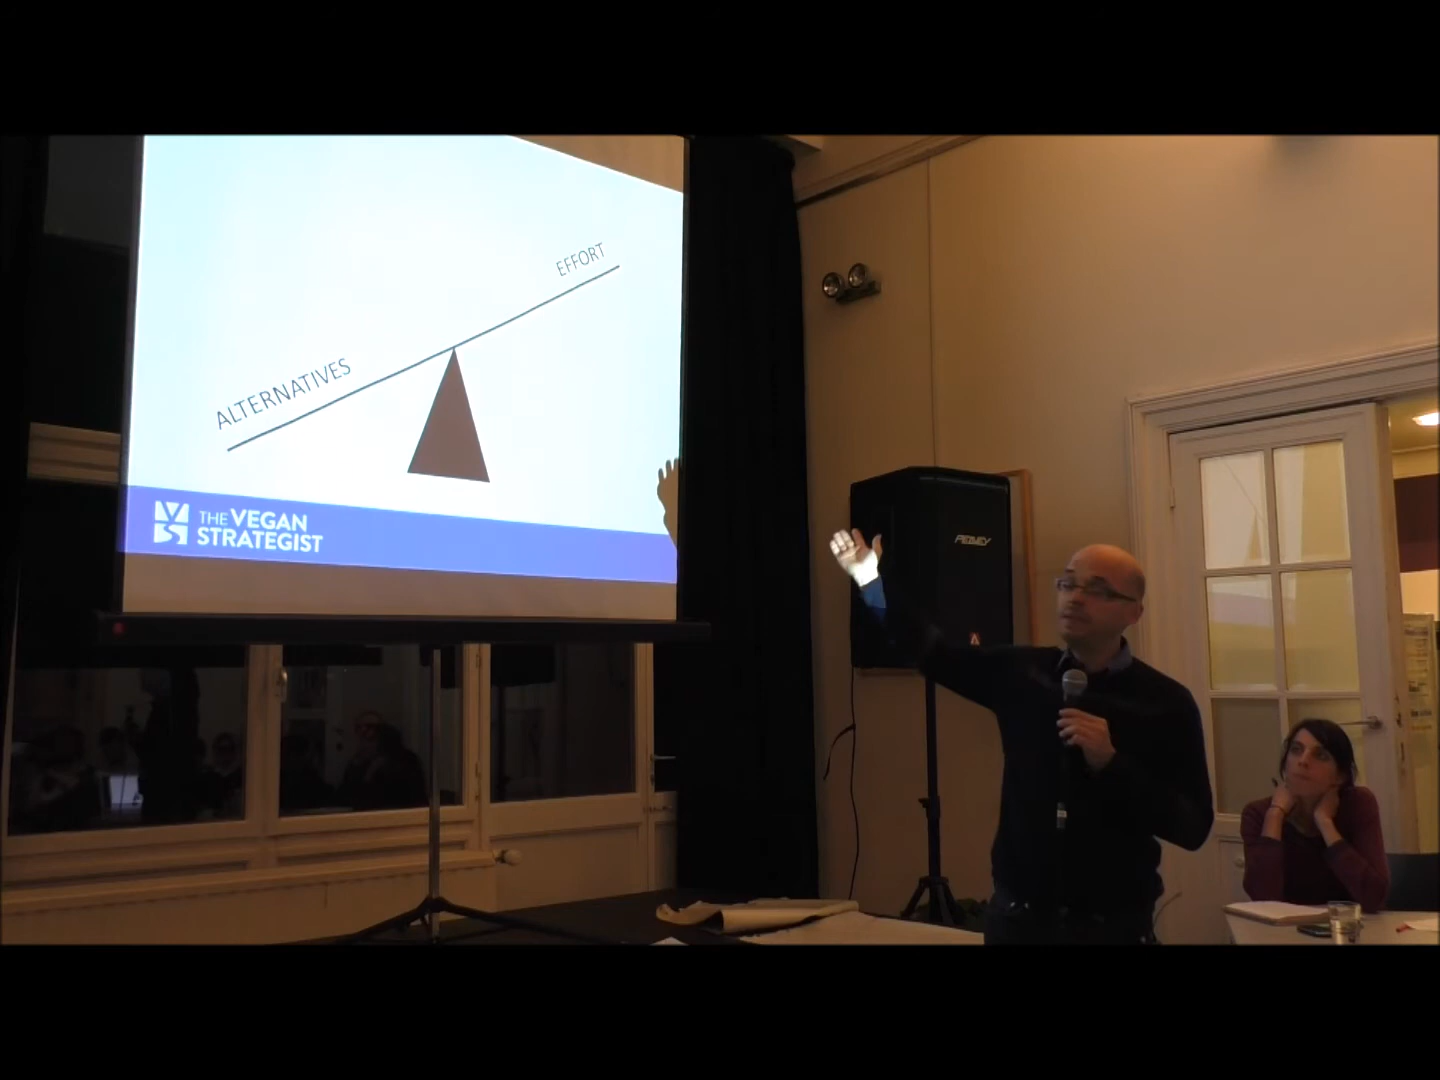 EFFORT
ALTERNATIVES
THE VEGAN
STRATEGIST
PEAVEY